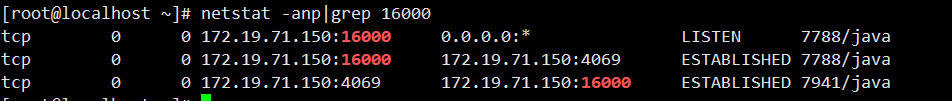 [root@localhost ~]# netstat -anp|grep 16000
tcp        0      0 172.19.71.150:16000     0.0.0.0:*               LISTEN      7788/java
tcp        0      0 172.19.71.150:16000     172.19.71.150:4069      ESTABLISHED 7788/java
tcp        0      0 172.19.71.150:4069      172.19.71.150:16000     ESTABLISHED 7941/java